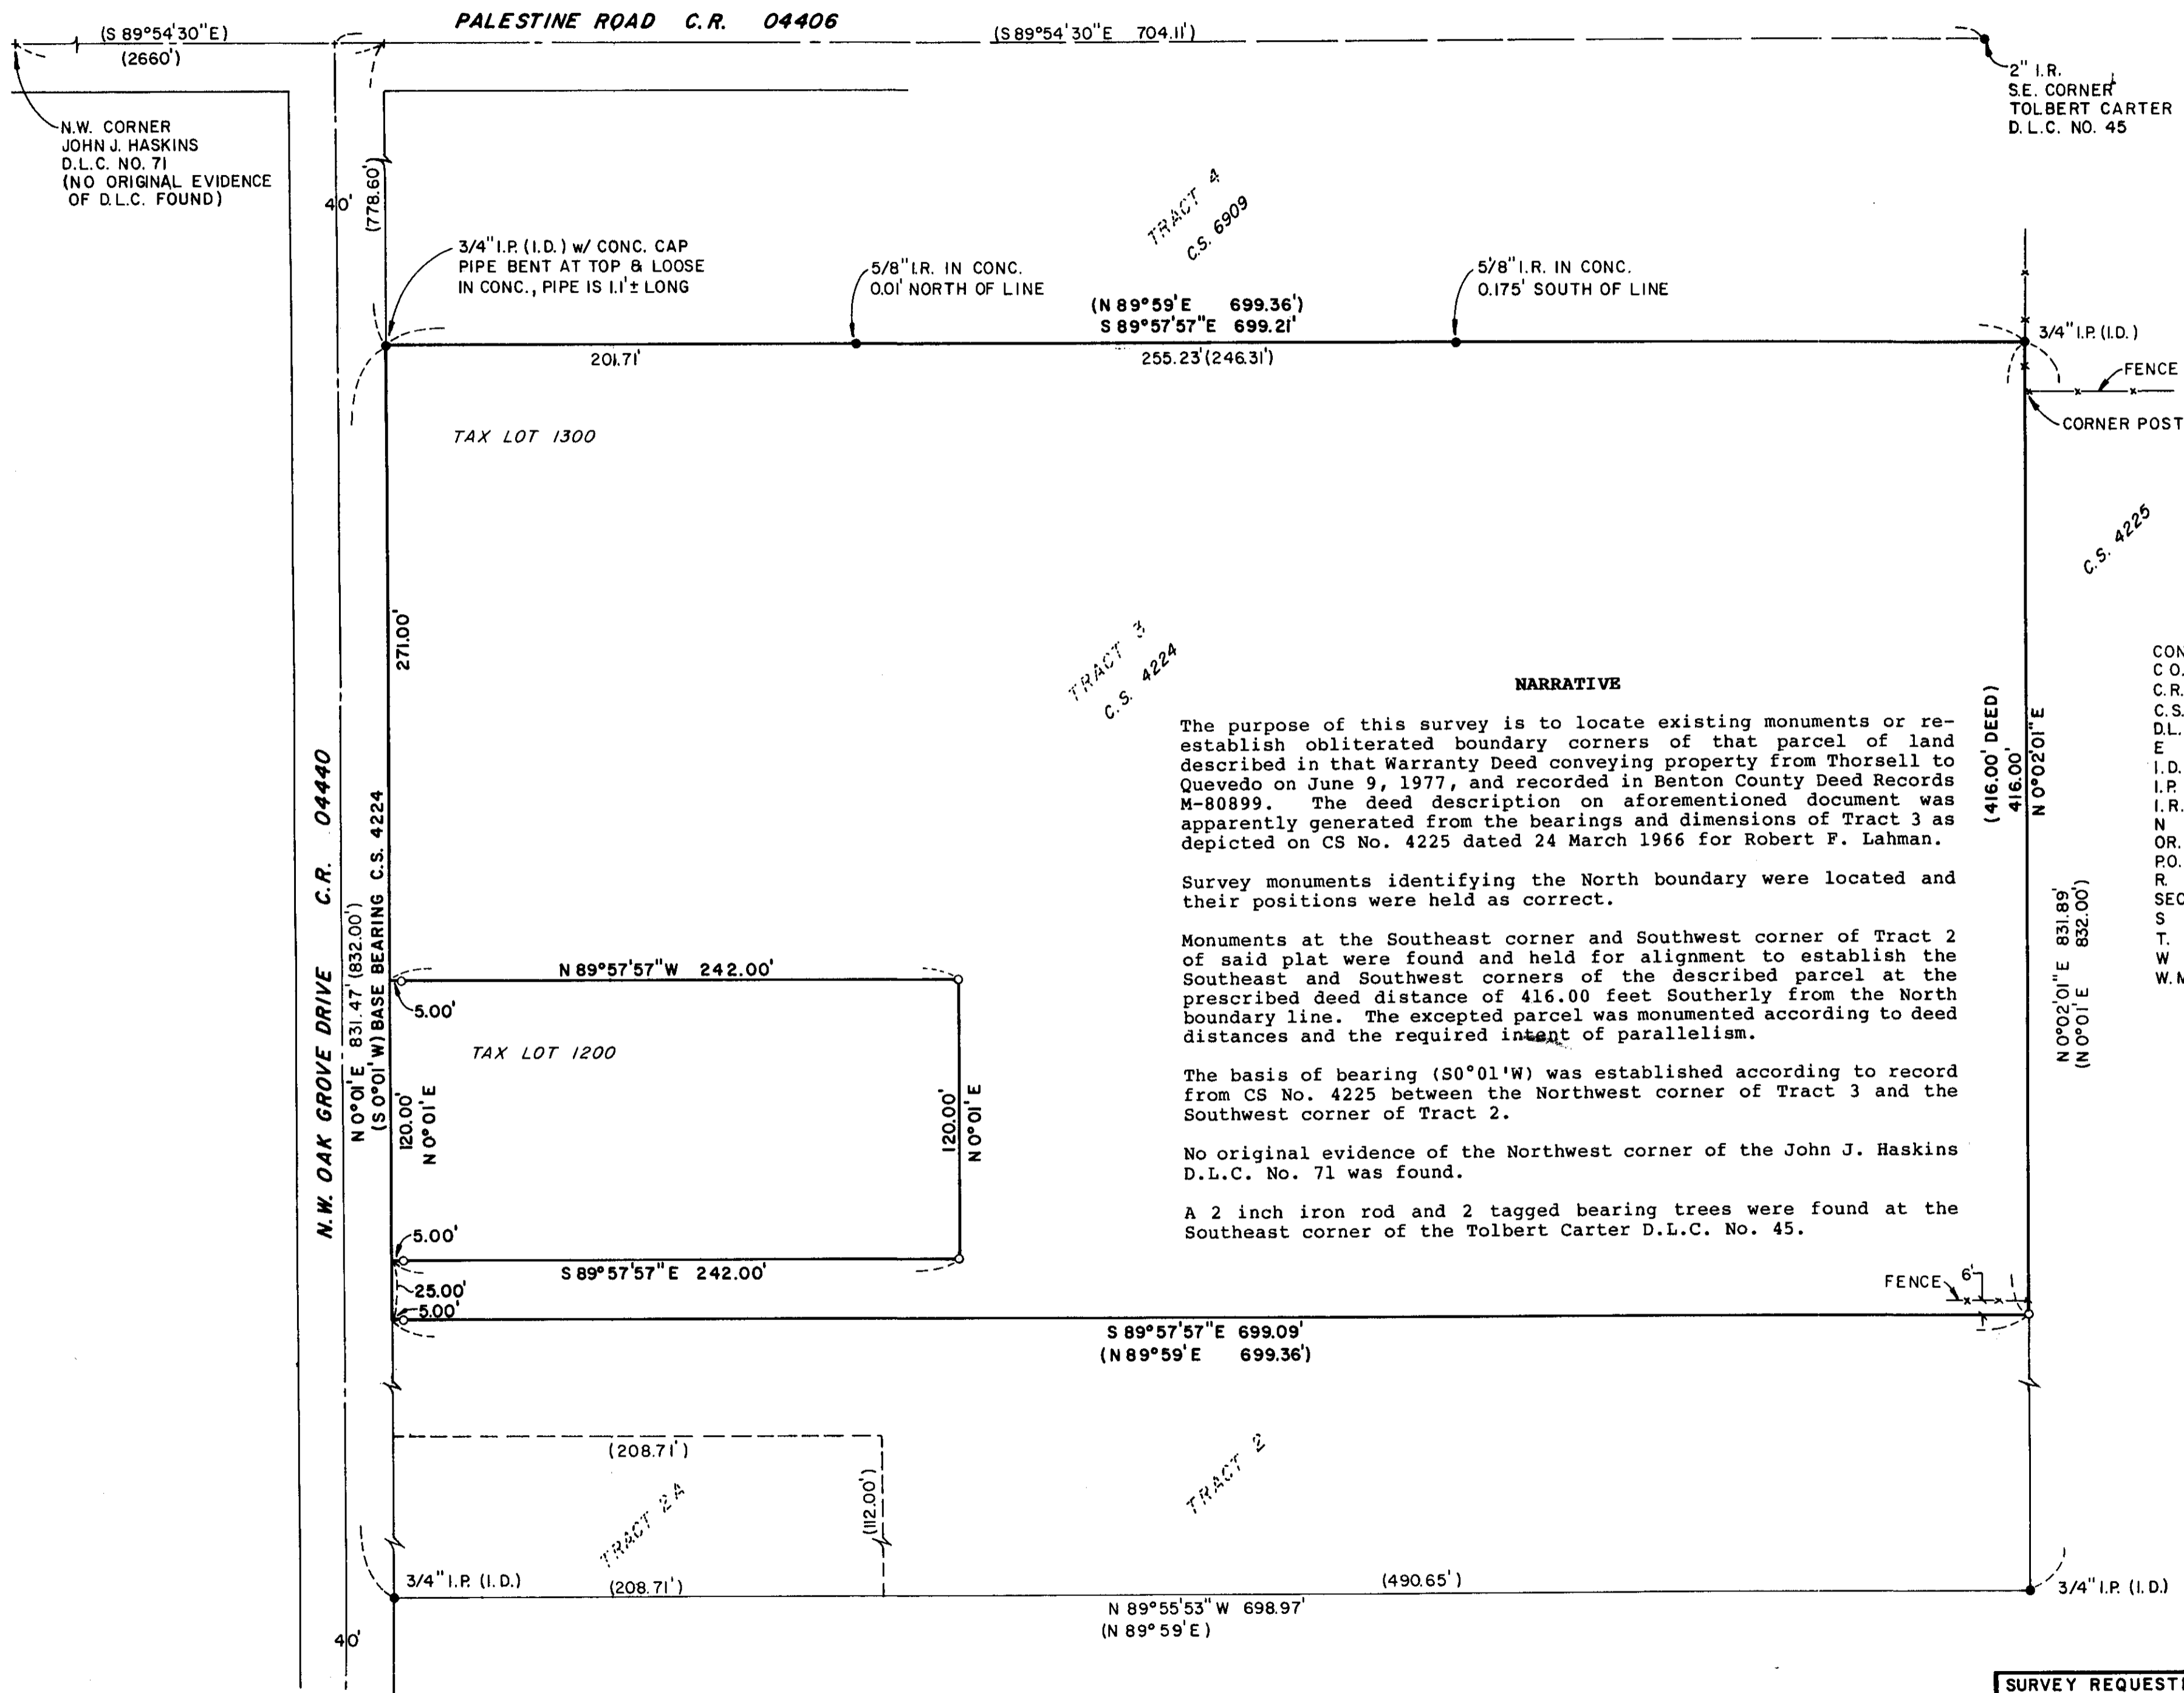 PALESTINE ROAD C.R. 04406
(S 89°54'30"E)
(2660')
(S 89°54'30"E 704.11')
2" I.R.
S.E. CORNER
TOLBERT CARTER
D.L.C. NO. 45
N.W. CORNER
JOHN J. HASKINS
D.L.C. NO. 71
(NO ORIGINAL EVIDENCE
OF D.L.C. FOUND)
40'
(778.60')
TRACT 4
C.S. 6909
3/4" I.P. (I.D.) w/ CONC. CAP
PIPE BENT AT TOP & LOOSE
IN CONC., PIPE IS 1.1'± LONG
5/8" I.R. IN CONC.
0.01' NORTH OF LINE
(N 89°59'E 699.36')
S 89°57'57"E 699.21'
5/8" I.R. IN CONC.
0.175' SOUTH OF LINE
3/4" I.P. (I.D.)
201.71'
255.23' (246.31')
FENCE
CORNER POST
TAX LOT 1300
C.S. 4225
271.00'
TRACT 3
C.S. 4224
N.W. OAK GROVE DRIVE C.R. 04440
N 0°01'E 831.47' (832.00')
(S 0°01'W) BASE BEARING C.S. 4224
NARRATIVE
The purpose of this survey is to locate existing monuments or re-
establish obliterated boundary corners of that parcel of land
described in that Warranty Deed conveying property from Thorsell to
Quevedo on June 9, 1977, and recorded in Benton County Deed Records
M-80899. The deed description on aforementioned document was
apparently generated from the bearings and dimensions of Tract 3 as
depicted on CS No. 4225 dated 24 March 1966 for Robert F. Lahman.
Survey monuments identifying the North boundary were located and
their positions were held as correct.
Monuments at the Southeast corner and Southwest corner of Tract 2
of said plat were found and held for alignment to establish the
Southeast and Southwest corners of the described parcel at the
prescribed deed distance of 416.00 feet Southerly from the North
boundary line. The excepted parcel was monumented according to deed
distances and the required intent of parallelism.
The basis of bearing (S0°01'W) was established according to record
from CS No. 4225 between the Northwest corner of Tract 3 and the
Southwest corner of Tract 2.
No original evidence of the Northwest corner of the John J. Haskins
D.L.C. No. 71 was found.
A 2 inch iron rod and 2 tagged bearing trees were found at the
Southeast corner of the Tolbert Carter D.L.C. No. 45.
(416.00' DEED)
416.00'
N 0°02'01"E
N 0°02'01"E 831.89'
(N 0°01'E 832.00')
CON
C O.
C.R.
C.S.
D.L.
E
I.D.
I.P.
I.R.
N
OR.
P.O.
R.
SEC
S
T.
W
W.M
N 89°57'57"W 242.00'
5.00'
TAX LOT 1200
120.00'
N 0°01'E
120.00'
N 0°01'E
5.00'
S 89°57'57"E 242.00'
25.00'
5.00'
FENCE
6'
S 89°57'57"E 699.09'
(N 89°59'E 699.36')
(208.71')
(112.00')
TRACT 2A
TRACT 2
3/4" I.P. (I.D.)
(208.71')
(490.65')
3/4" I.P. (I.D.)
N 89°55'53"W 698.97'
(N 89°59'E)
40'
SURVEY REQUEST